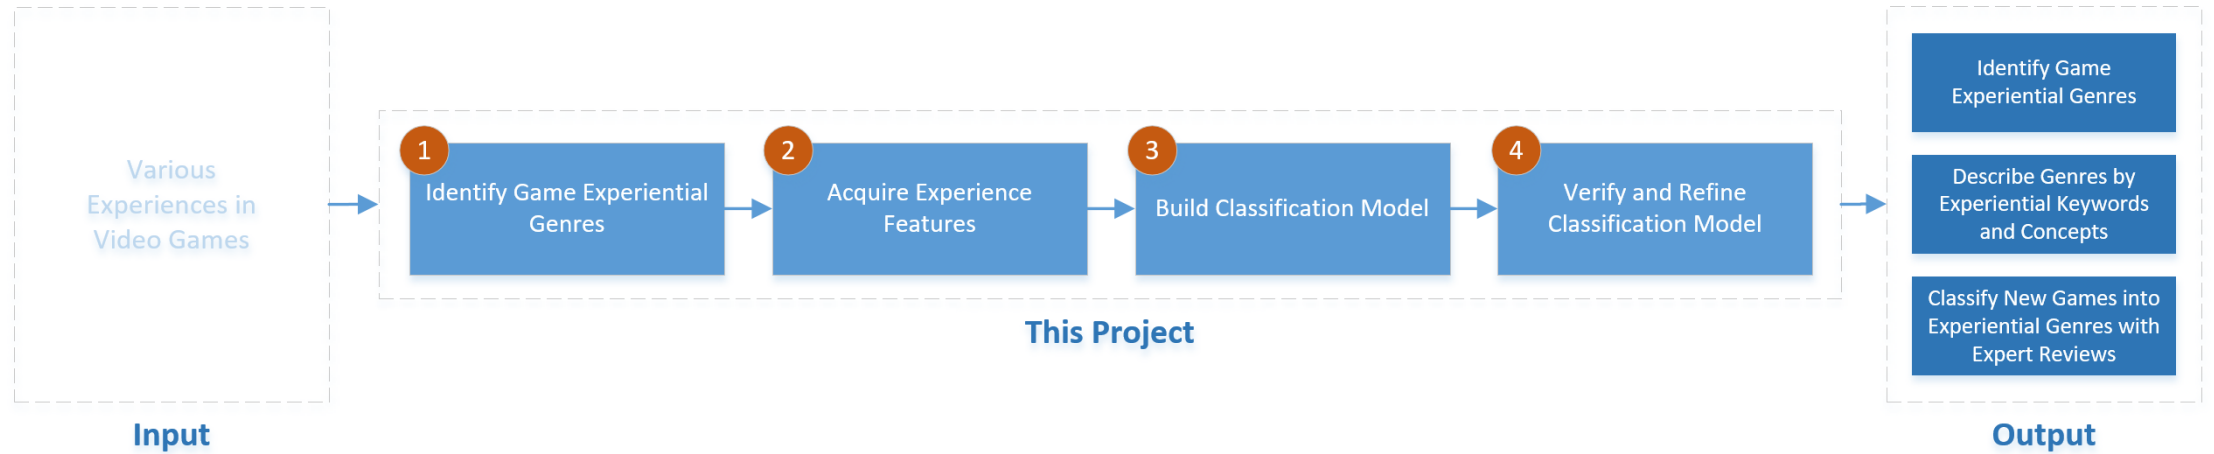 Various
Experiences in
Video Games
Input
1
Identify Game Experiential
Genres
2
Acquire Experience
Features
3
Build Classification Model
4
Verify and Refine
Classification Model
This Project
Identify Game
Experiential Genres
Describe Genres by
Experiential Keywords
and Concepts
Classify New Games into
Experiential Genres with
Expert Reviews
Output